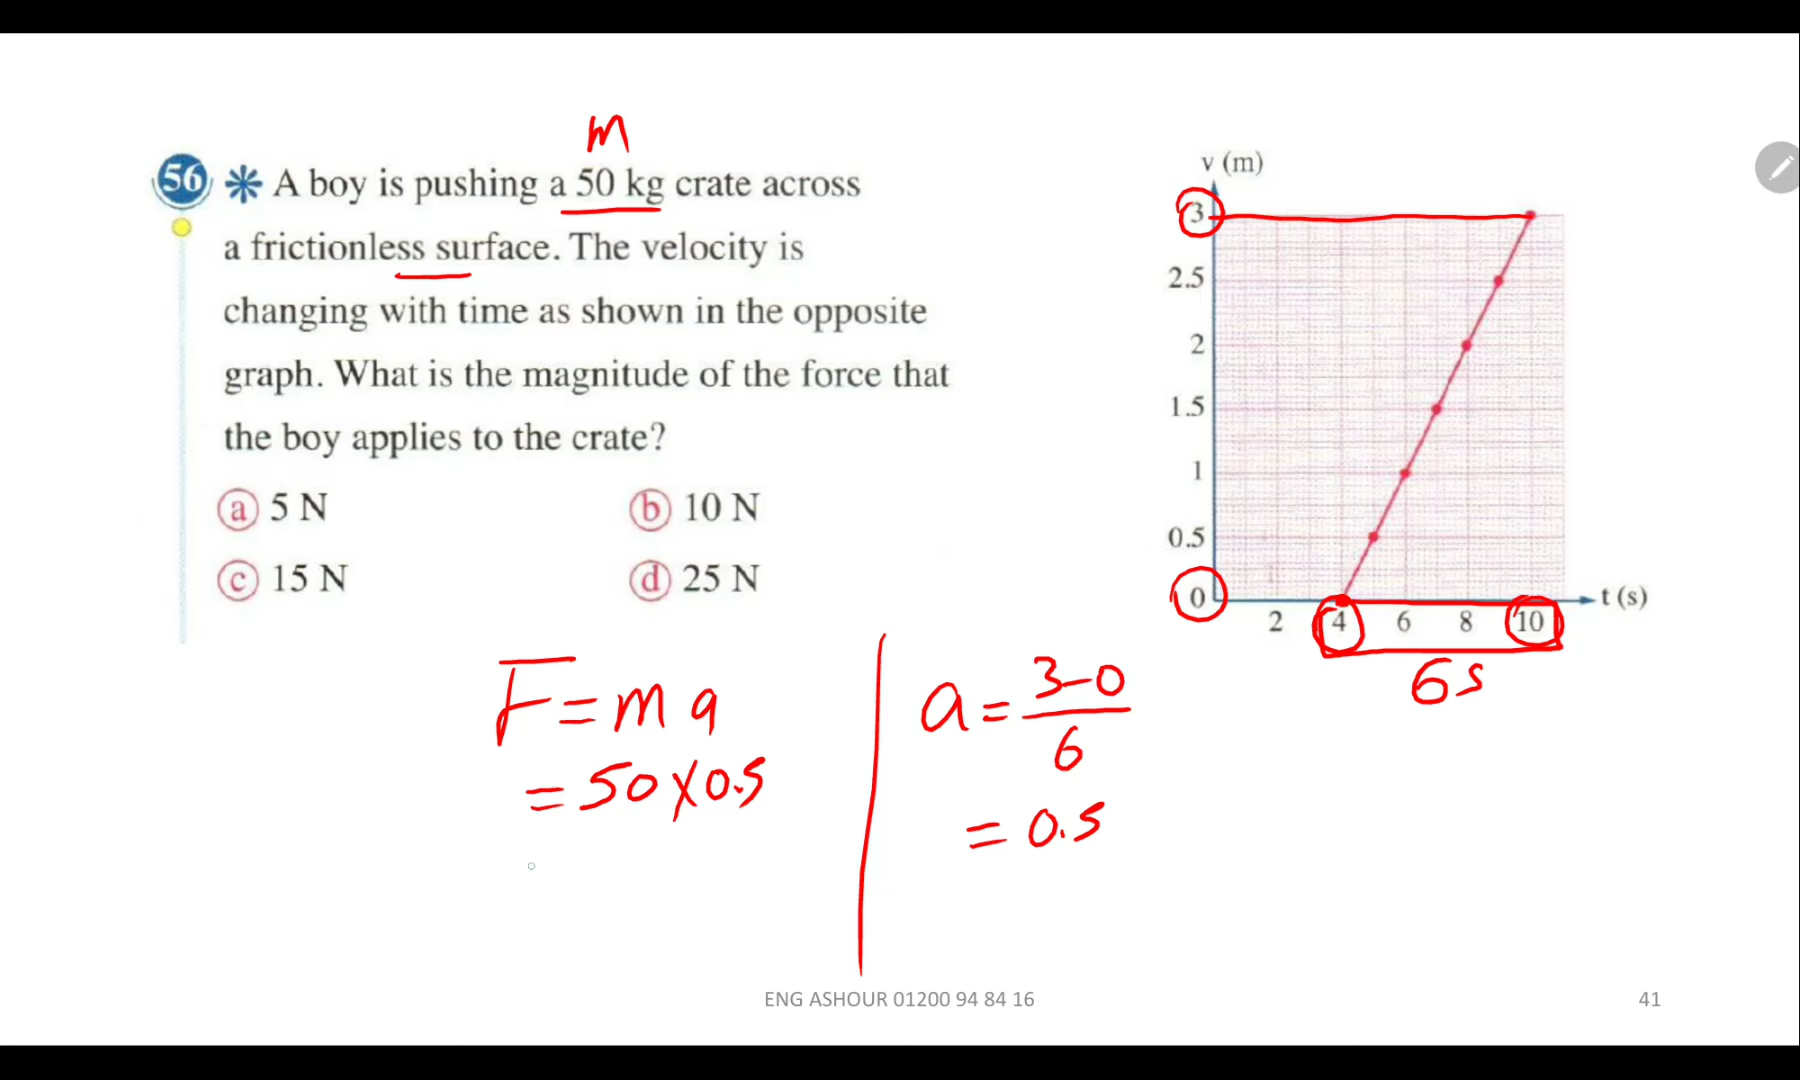 m
56 * A boy is pushing a 50 kg crate across
a frictionless surface. The velocity is
changing with time as shown in the opposite
graph. What is the magnitude of the force that
the boy applies to the crate?
a 5 N
b 10 N
c 15 N
d 25 N
v (m)
3
2.5
2
1.5
1
0.5
0
2 4 6 8 10
t (s)
6s
F = m a
= 50 × 0.5
a = 3-0
6
= 0.5
ENG ASHOUR 01200 94 84 16
41